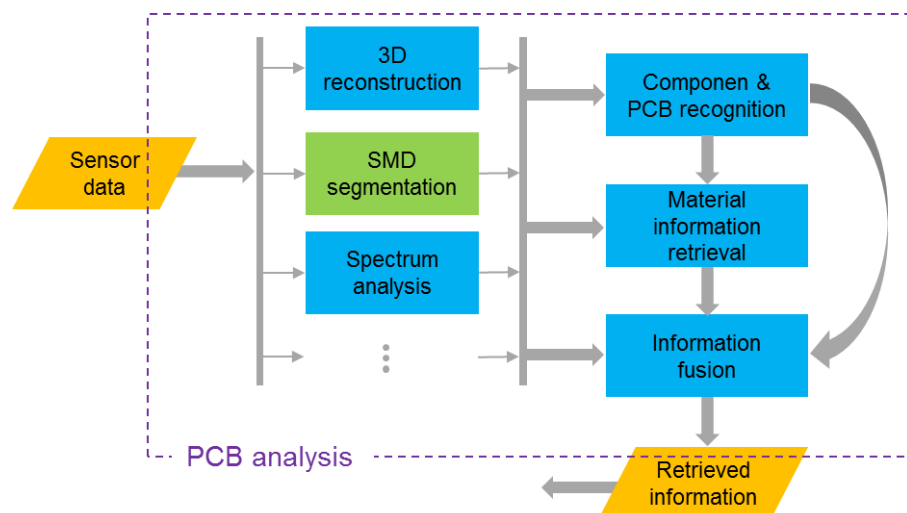 Sensor
data
3D
reconstruction
SMD
segmentation
Spectrum
analysis
Componen &
PCB recognition
Material
information
retrieval
Information
fusion
PCB analysis
Retrieved
information